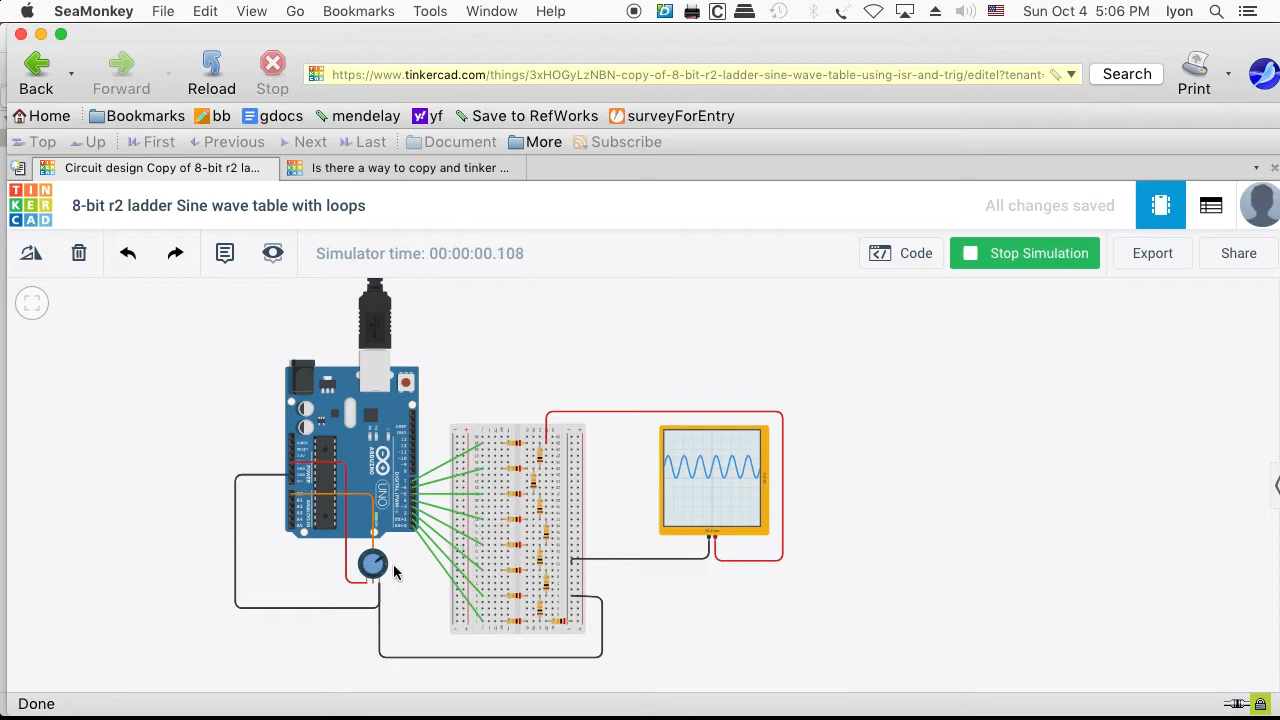 SeaMonkey File Edit View Go Bookmarks Tools Window Help Sun Oct 4 5:06 PM lyon
Back Forward Reload Stop https://www.tinkercad.com/things/3xHOGyLzNBN-copy-of-8-bit-r2-ladder-sine-wave-table-using-isr-and-trig/editel?tenant= Search Print
Home Bookmarks bb gdocs mendelay yf Save to RefWorks surveyForEntry
Top Up First Previous Next Last Document More Subscribe
Circuit design Copy of 8-bit r2 la... Is there a way to copy and tinker ...
TIN
KER
CAD
8-bit r2 ladder Sine wave table with loops All changes saved
Simulator time: 00:00:00.108 Code Stop Simulation Export Share
ARDUINO
UNO
Done